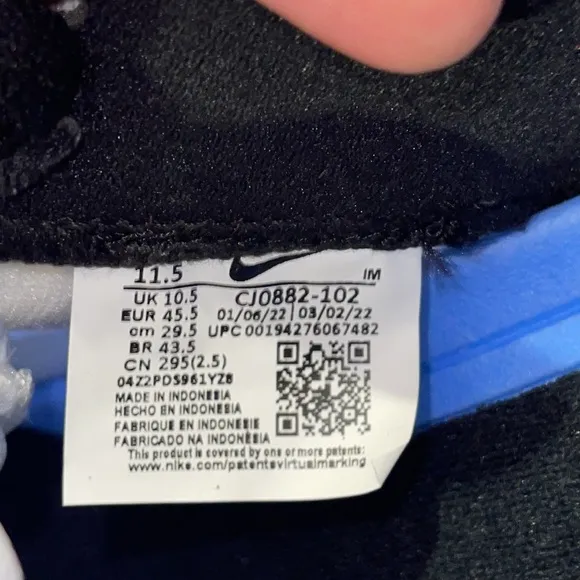 11.5 IM
UK 10.5 CJ0882-102
EUR 45.5 01/06/22 | 03/02/22
cm 29.5 UPC 00194276067482
BR 43.5
CN 295(2.5)
04Z2PDS961YZ8
MADE IN INDONESIA
HECHO EN INDONESIA
FABRIQUE EN INDONESIE
FABRICADO NA INDONÉSIA
This product is covered by one or more patents:
www.nike.com/patentsvirtualmarking